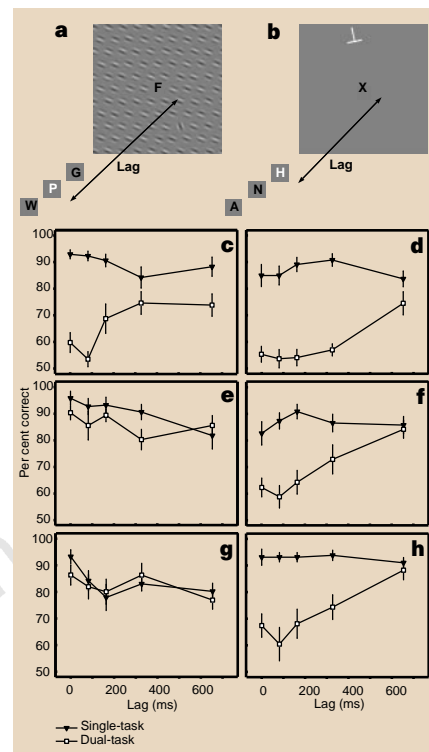 a
b
F
X
Lag
Lag
G
P
W
H
N
A
100
90
80
70
60
50
c
d
100
90
80
70
60
50
e
f
Per cent correct
100
90
80
70
60
50
g
h
0 200 400 600
0 200 400 600
Lag (ms)
Lag (ms)
Single-task
Dual-task